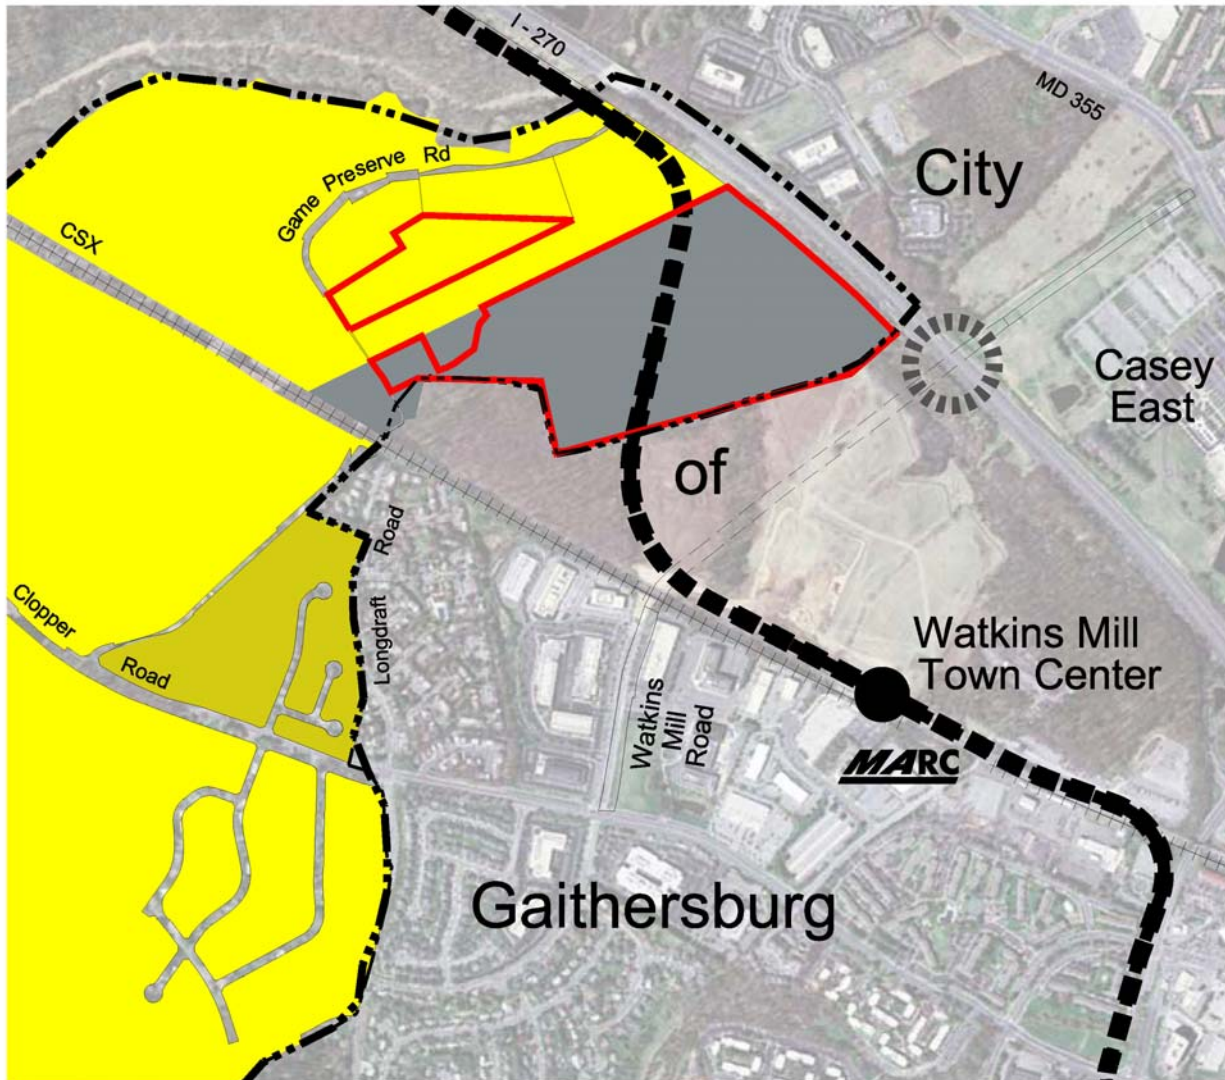 I - 270
MD 355
City
Game Preserve Rd
CSX
Casey
East
of
Road
Longdraft
Clopper
Road
Watkins Mill
Town Center
Watkins
Mill
Road
MARC
Gaithersburg